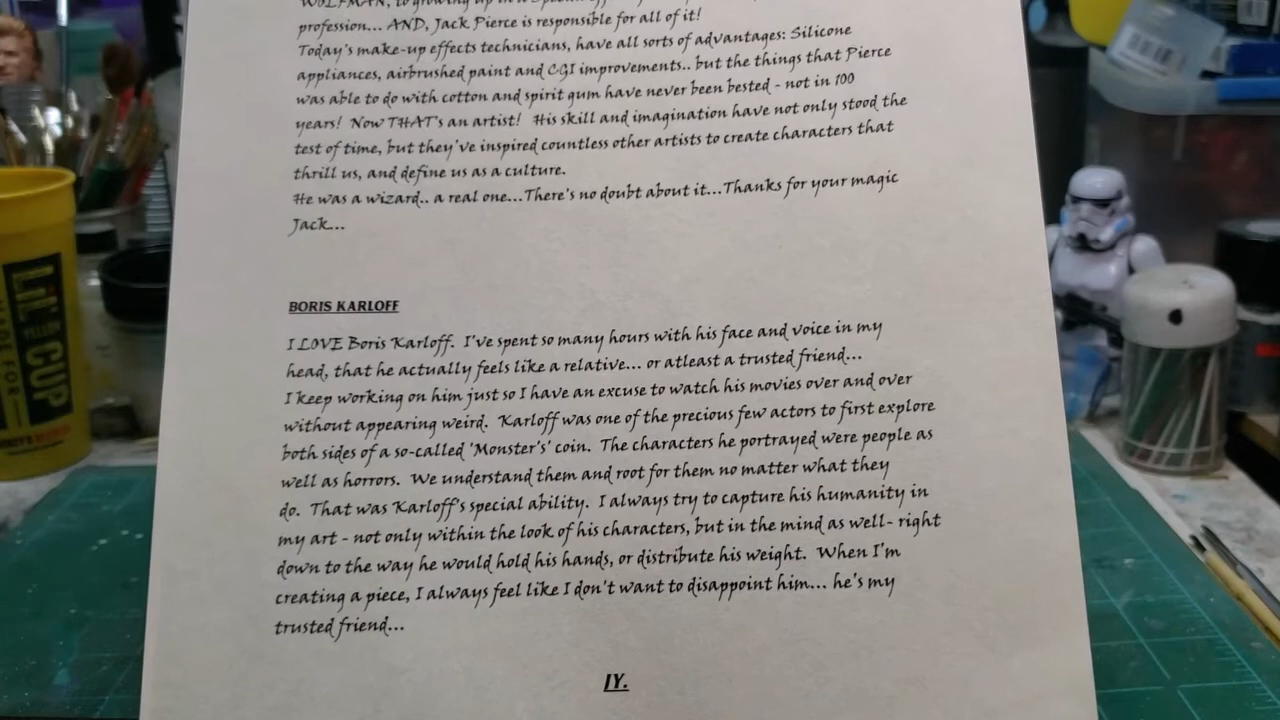 WOLFMAN, to growing up in a
profession... AND, Jack Pierce is responsible for all of it!
Today's make-up effects technicians, have all sorts of advantages: Silicone
appliances, airbrushed paint and CGI improvements.. but the things that Pierce
was able to do with cotton and spirit gum have never been bested - not in 100
years!  Now THAT's an artist!  His skill and imagination have not only stood the
test of time, but they've inspired countless other artists to create characters that
thrill us, and define us as a culture.
He was a wizard.. a real one...There's no doubt about it...Thanks for your magic
Jack...
BORIS KARLOFF
I LOVE Boris Karloff.  I've spent so many hours with his face and voice in my
head, that he actually feels like a relative... or atleast a trusted friend...
I keep working on him just so I have an excuse to watch his movies over and over
without appearing weird.  Karloff was one of the precious few actors to first explore
both sides of a so-called 'Monster's' coin.  The characters he portrayed were people as
well as horrors.  We understand them and root for them no matter what they
do.  That was Karloff's special ability.  I always try to capture his humanity in
my art - not only within the look of his characters, but in the mind as well- right
down to the way he would hold his hands, or distribute his weight.  When I'm
creating a piece, I always feel like I don't want to disappoint him... he's my
trusted friend...
IY.
LiL'
CUP
MADE FOR